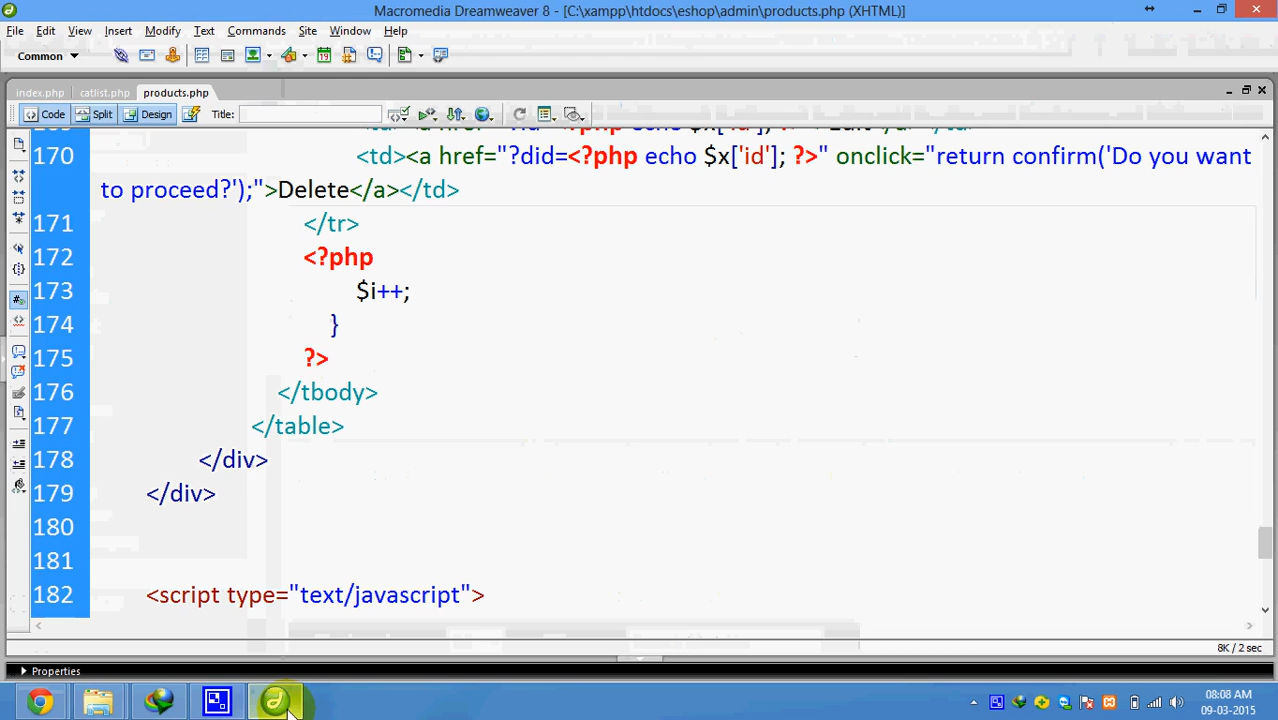 Macromedia Dreamweaver 8 - [C:\xampp\htdocs\eshop\admin\products.php (XHTML)]
File Edit View Insert Modify Text Commands Site Window Help
Common
index.php catlist.php products.php
Code Split Design Title:
170 <td><a href="?did=<?php echo $x['id']; ?>" onclick="return confirm('Do you want
to proceed?');">Delete</a></td>
171 </tr>
172 <?php
173 $i++;
174 }
175 ?>
176 </tbody>
177 </table>
178 </div>
179 </div>
180
181
182 <script type="text/javascript">
8K / 2 sec
Properties
08:08 AM
09-03-2015